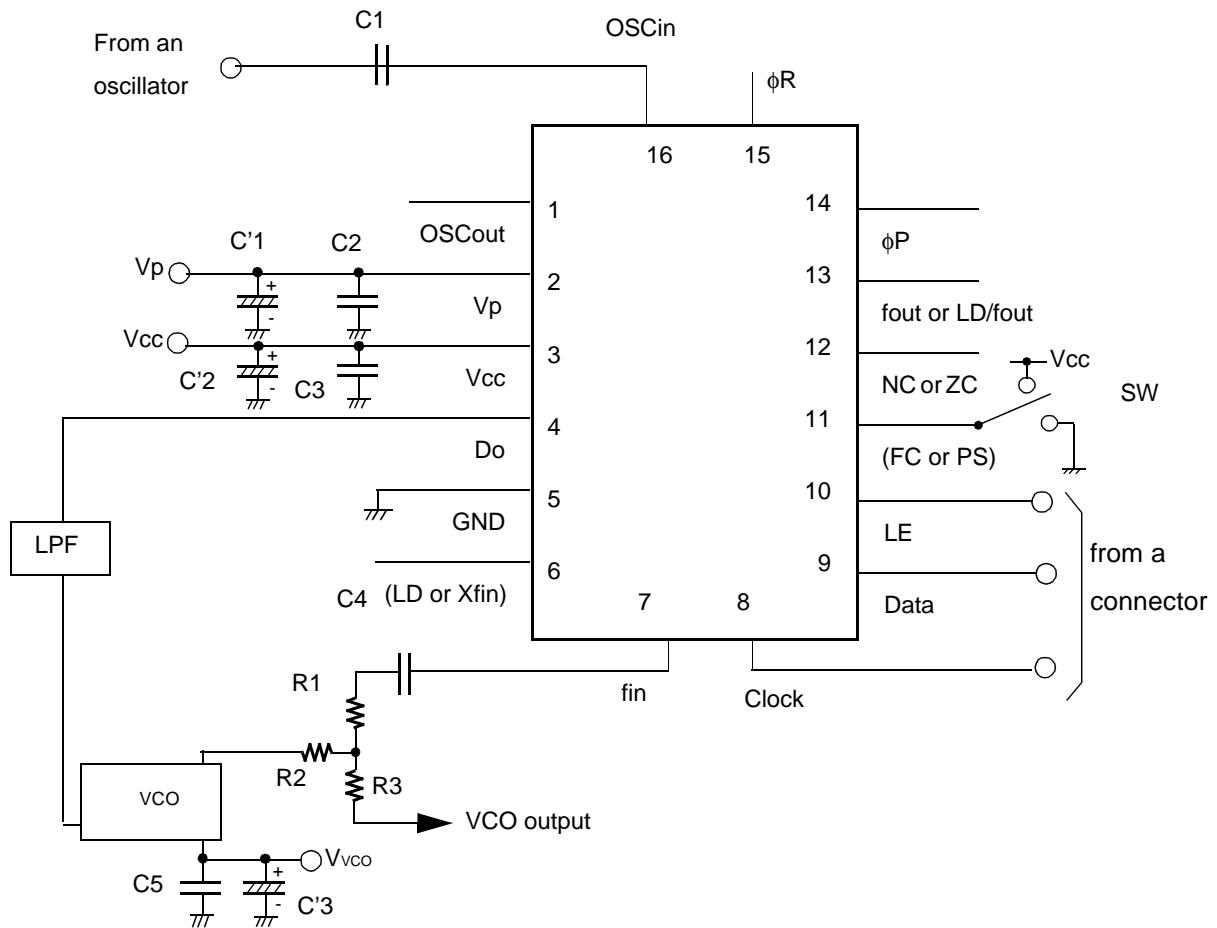 C1
OSCin
From an
oscillator
ϕR
16
15
1
14
OSCout
ϕP
C'1
C2
Vp
+
-
2
Vp
13
fout or LD/fout
Vcc
+
-
3
Vcc
C'2
C3
12
NC or ZC
Vcc
SW
4
Do
11
(FC or PS)
5
GND
10
LE
LPF
6
(LD or Xfin)
C4
9
Data
from a
connector
7
8
fin
Clock
R1
R2
R3
VCO
VCO output
VVCO
C5
+
-
C'3